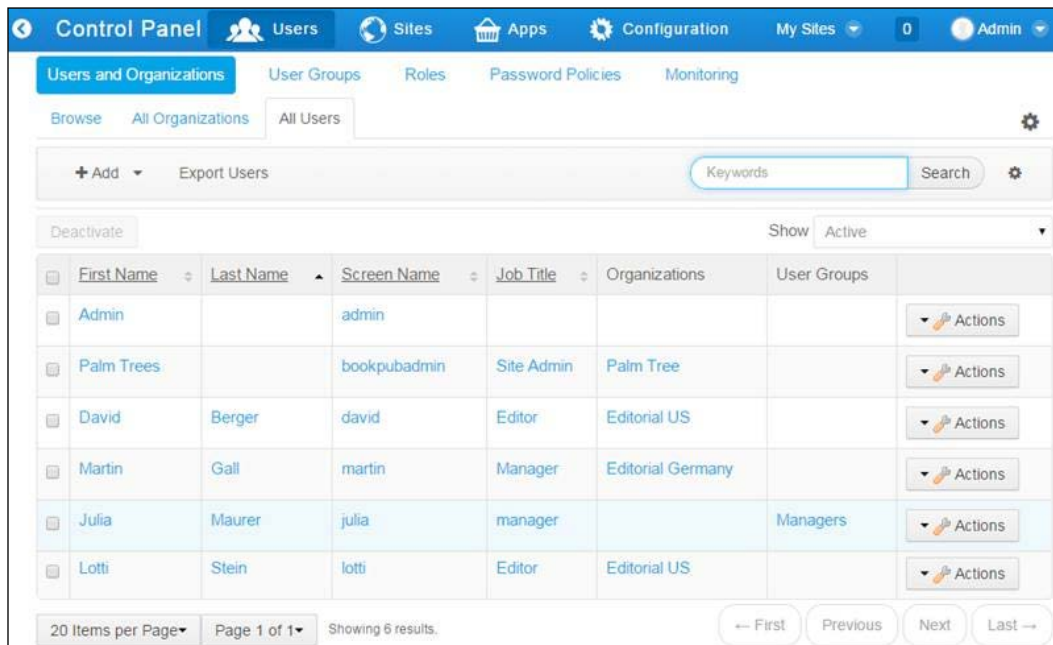 Control Panel Users Sites Apps Configuration My Sites 0 Admin
Users and Organizations User Groups Roles Password Policies Monitoring
Browse All Organizations All Users
+ Add Export Users Keywords Search
Deactivate Show Active
First Name Last Name Screen Name Job Title Organizations User Groups
Admin admin Actions
Palm Trees bookpubadmin Site Admin Palm Tree Actions
David Berger david Editor Editorial US Actions
Martin Gall martin Manager Editorial Germany Actions
Julia Maurer julia manager Managers Actions
Lotti Stein lotti Editor Editorial US Actions
20 Items per Page Page 1 of 1 Showing 6 results. ← First Previous Next Last →